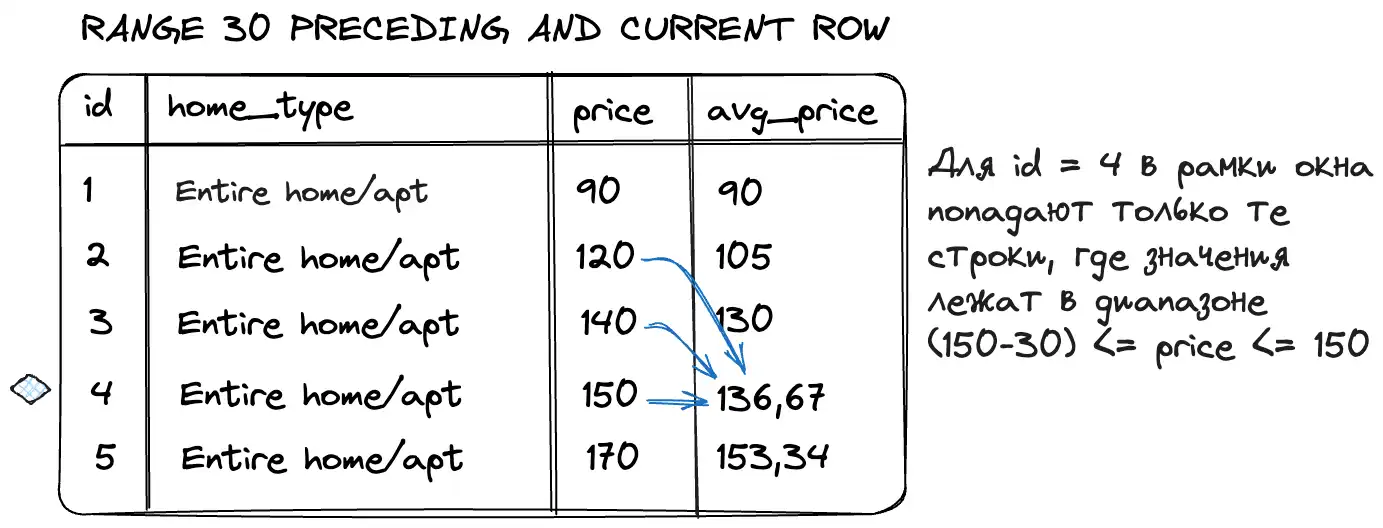 RANGE 30 PRECEDING AND CURRENT ROW
id home_type price avg_price
1 Entire home/apt 90 90
2 Entire home/apt 120 105
3 Entire home/apt 140 130
4 Entire home/apt 150 136,67
5 Entire home/apt 170 153,34
Для id = 4 в рамки окна
попадают только те
строки, где значения
лежат в диапазоне
(150-30) <= price <= 150